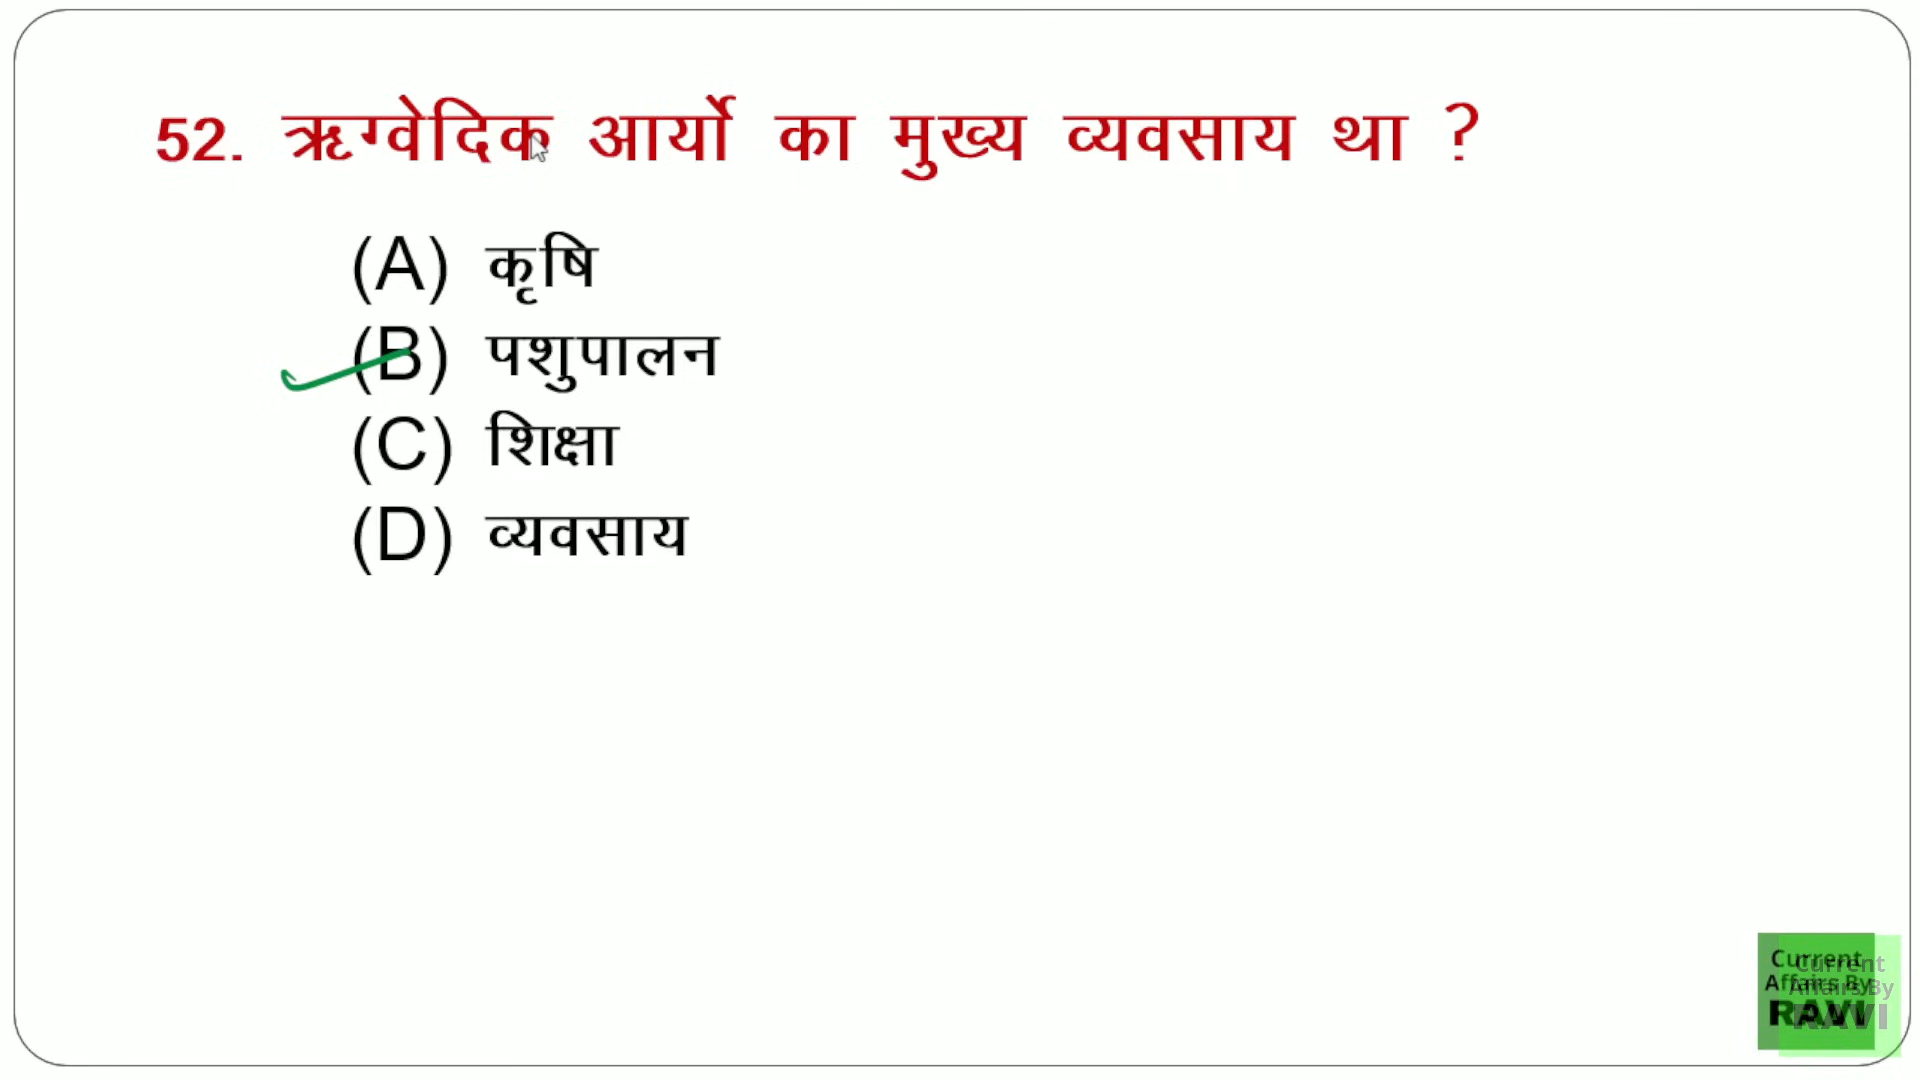 52. ऋग्वेदिक आर्यो का मुख्य व्यवसाय था ?
(A) कृषि
(B) पशुपालन
(C) शिक्षा
(D) व्यवसाय
Current
Affairs By
RAVI